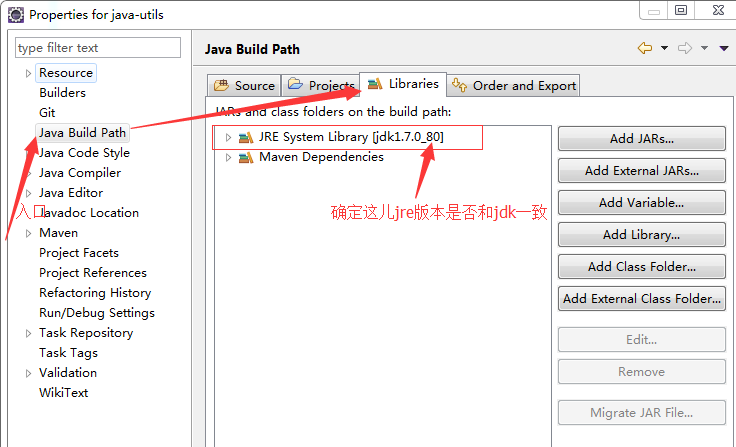 Properties for java-utils
type filter text
Resource
Builders
Git
Java Build Path
Java Code Style
Java Compiler
Java Editor
Javadoc Location
Maven
Project Facets
Project References
Refactoring History
Run/Debug Settings
Task Repository
Task Tags
Validation
WikiText
入口
Java Build Path
Source
Projects
Libraries
Order and Export
JARs and class folders on the build path:
JRE System Library [jdk1.7.0_80]
Maven Dependencies
确定这儿jre版本是否和jdk一致
Add JARs...
Add External JARs...
Add Variable...
Add Library...
Add Class Folder...
Add External Class Folder...
Edit...
Remove
Migrate JAR File...